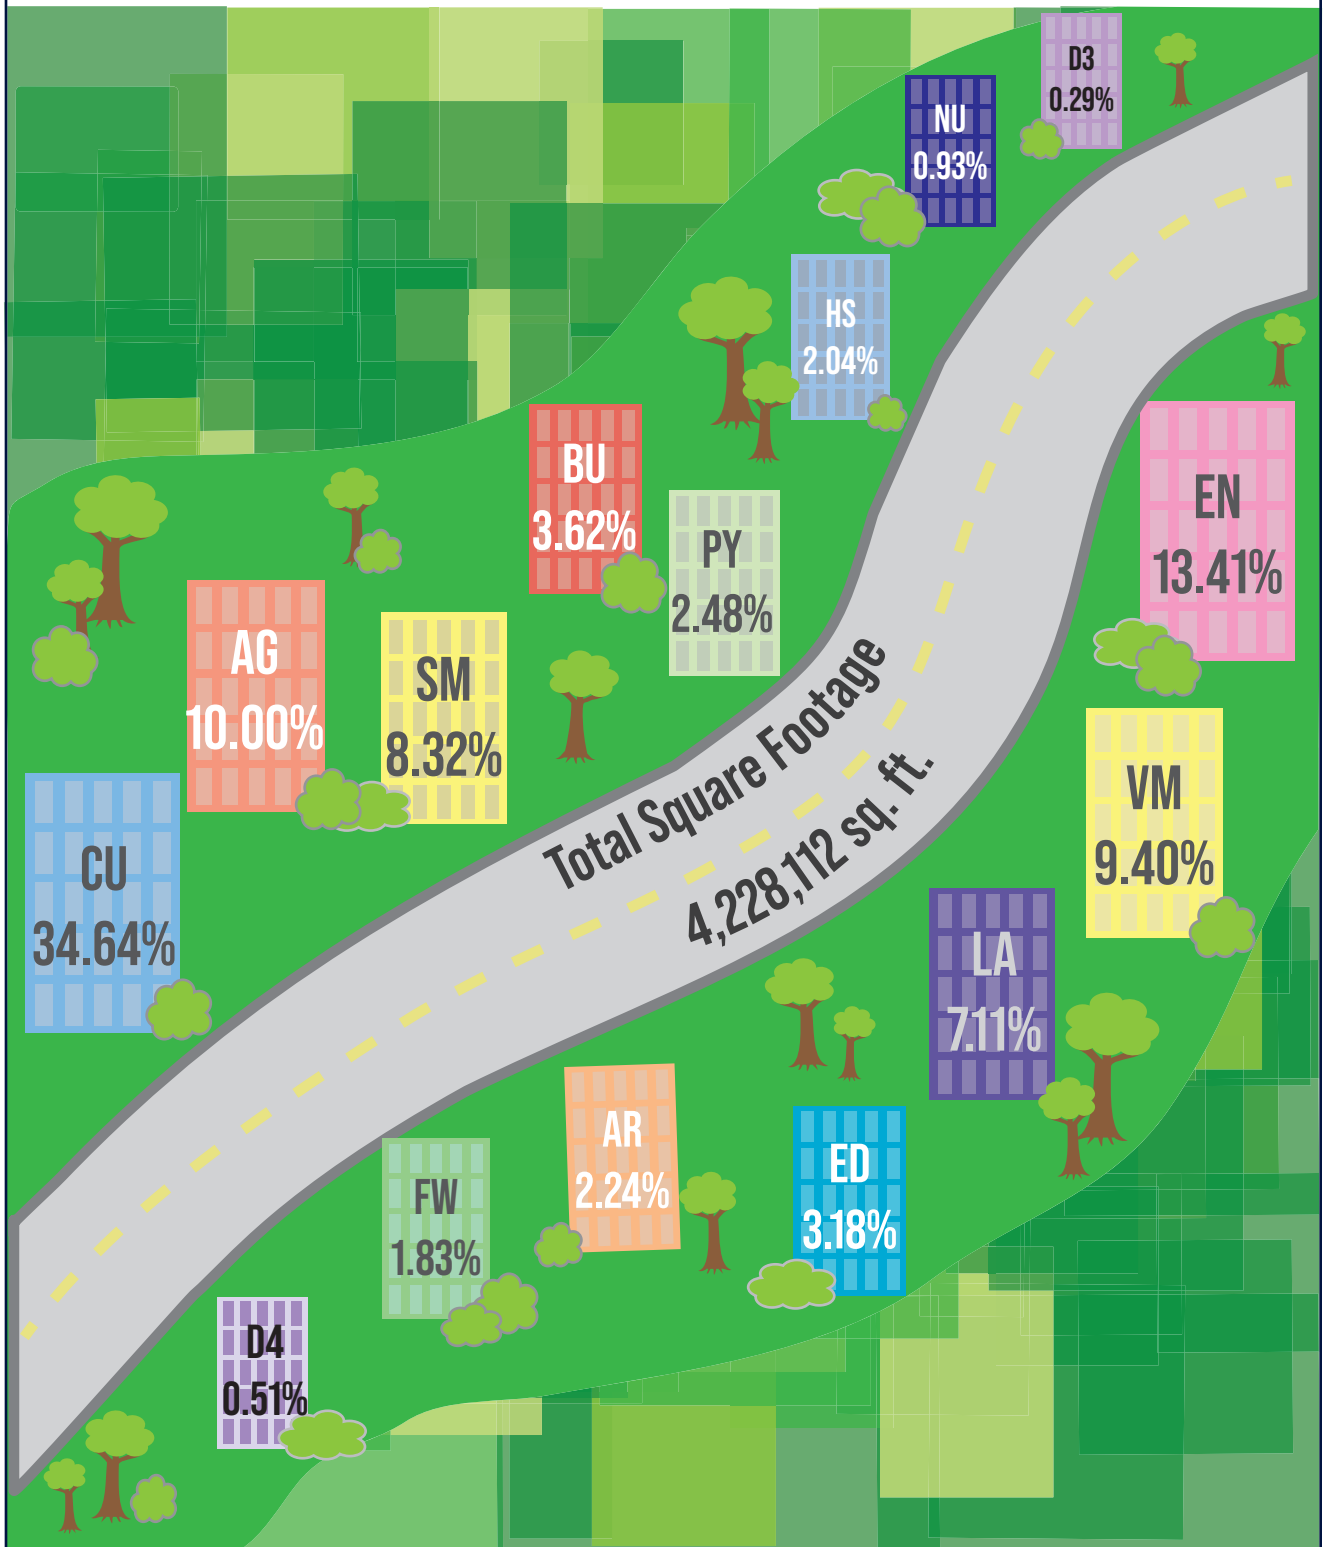 D3
0.29%
NU
0.93%
HS
2.04%
BU
3.62%
PY
2.48%
EN
13.41%
AG
10.00%
SM
8.32%
CU
34.64%
Total Square Footage
4,228,112 sq. ft.
VM
9.40%
LA
7.11%
AR
2.24%
ED
3.18%
FW
1.83%
D4
0.51%